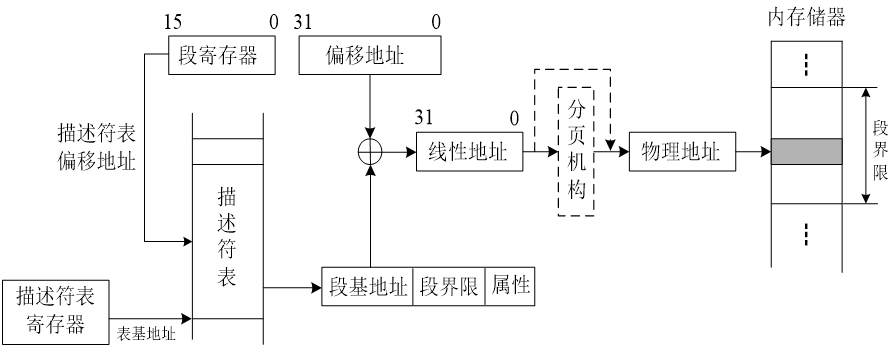 15 0 31 0
段寄存器
偏移地址
内存储器
描述符表
偏移地址
31 0
线性地址
分页机构
物理地址
段界限
描述符表
描述符表
寄存器
表基地址
段基地址 段界限 属性